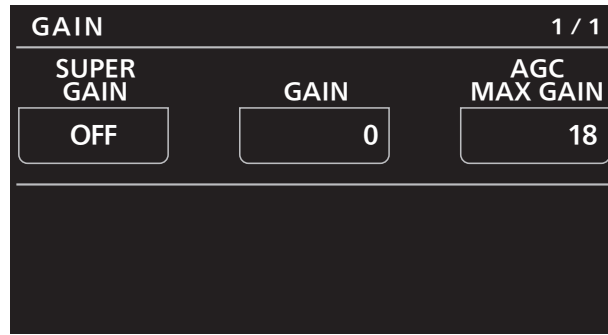 GAIN 1 / 1
SUPER GAIN GAIN AGC MAX GAIN
OFF 0 18